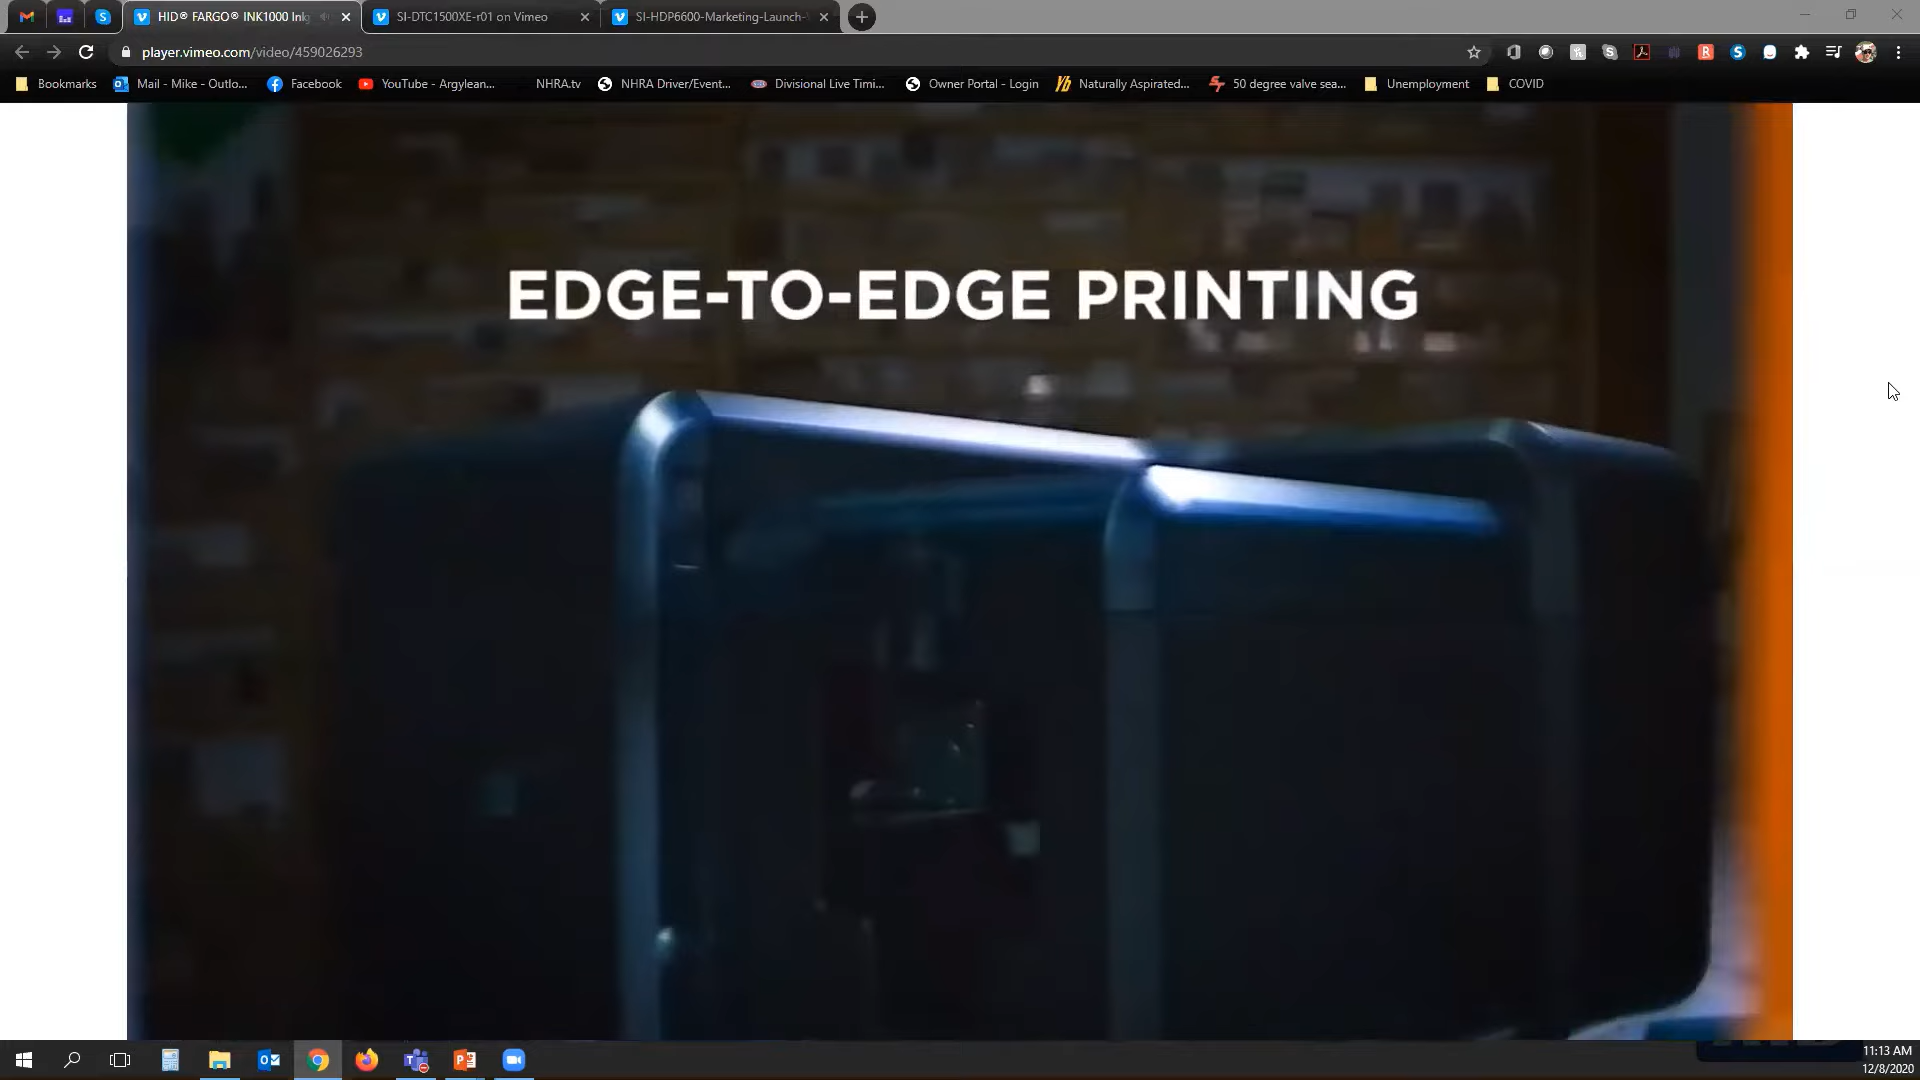 HID® FARGO® INK1000 Ink
SI-DTC1500XE-r01 on Vimeo
SI-HDP6600-Marketing-Launch-
player.vimeo.com/video/459026293
Bookmarks
Mail - Mike - Outlo...
Facebook
YouTube - Argylean...
NHRA.tv
NHRA Driver/Event...
Divisional Live Timi...
Owner Portal - Login
Naturally Aspirated...
50 degree valve sea...
Unemployment
COVID
EDGE-TO-EDGE PRINTING
11:13 AM
12/8/2020